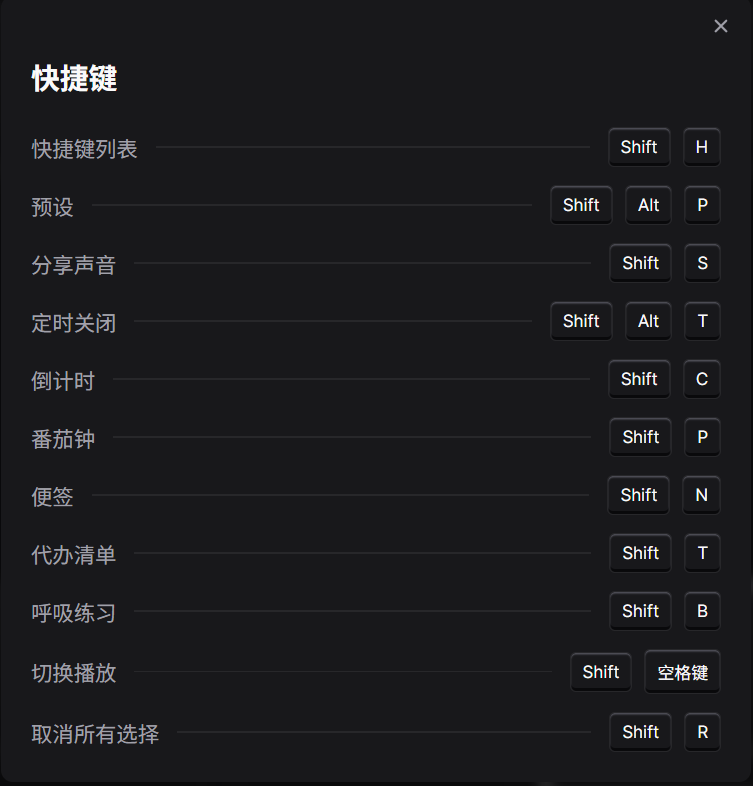 快捷键
快捷键列表 Shift H
预设 Shift Alt P
分享声音 Shift S
定时关闭 Shift Alt T
倒计时 Shift C
番茄钟 Shift P
便签 Shift N
代办清单 Shift T
呼吸练习 Shift B
切换播放 Shift 空格键
取消所有选择 Shift R